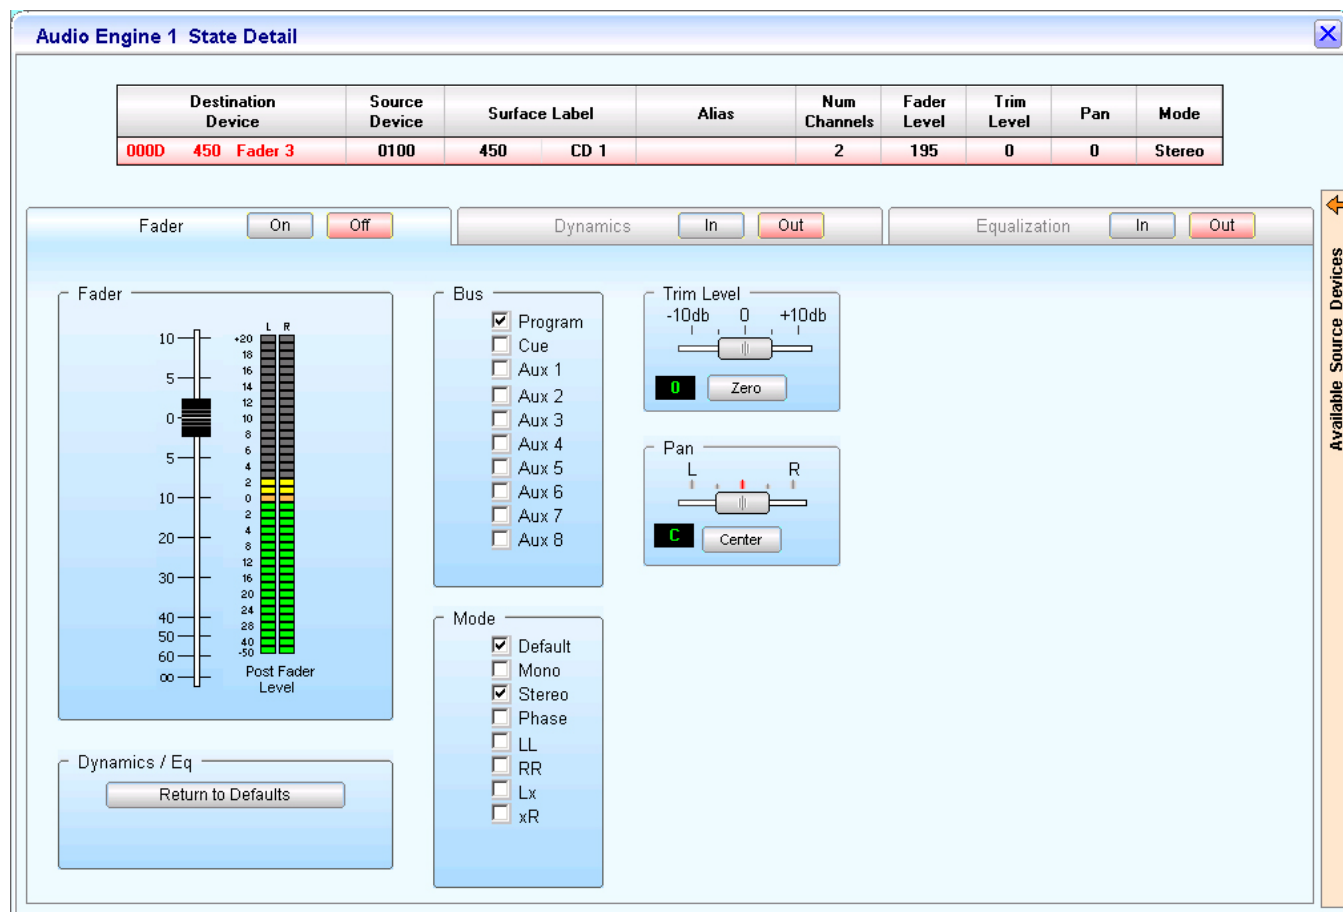 Audio Engine 1 State Detail
Destination Device Source Device Surface Label Alias Num Channels Fader Level Trim Level Pan Mode
000D 450 Fader 3 0100 450 CD 1 2 195 0 0 Stereo
Fader On Off Dynamics In Out Equalization In Out
Available Source Devices
Fader
10
5
0
5
10
20
30
40
50
60
∞
L R
+20
18
16
14
12
10
8
6
4
2
0
2
4
8
12
16
20
24
28
40
-50
Post Fader
Level
Dynamics / Eq
Return to Defaults
Bus
Program
Cue
Aux 1
Aux 2
Aux 3
Aux 4
Aux 5
Aux 6
Aux 7
Aux 8
Mode
Default
Mono
Stereo
Phase
LL
RR
Lx
xR
Trim Level
-10db 0 +10db
0 Zero
Pan
L R
C Center